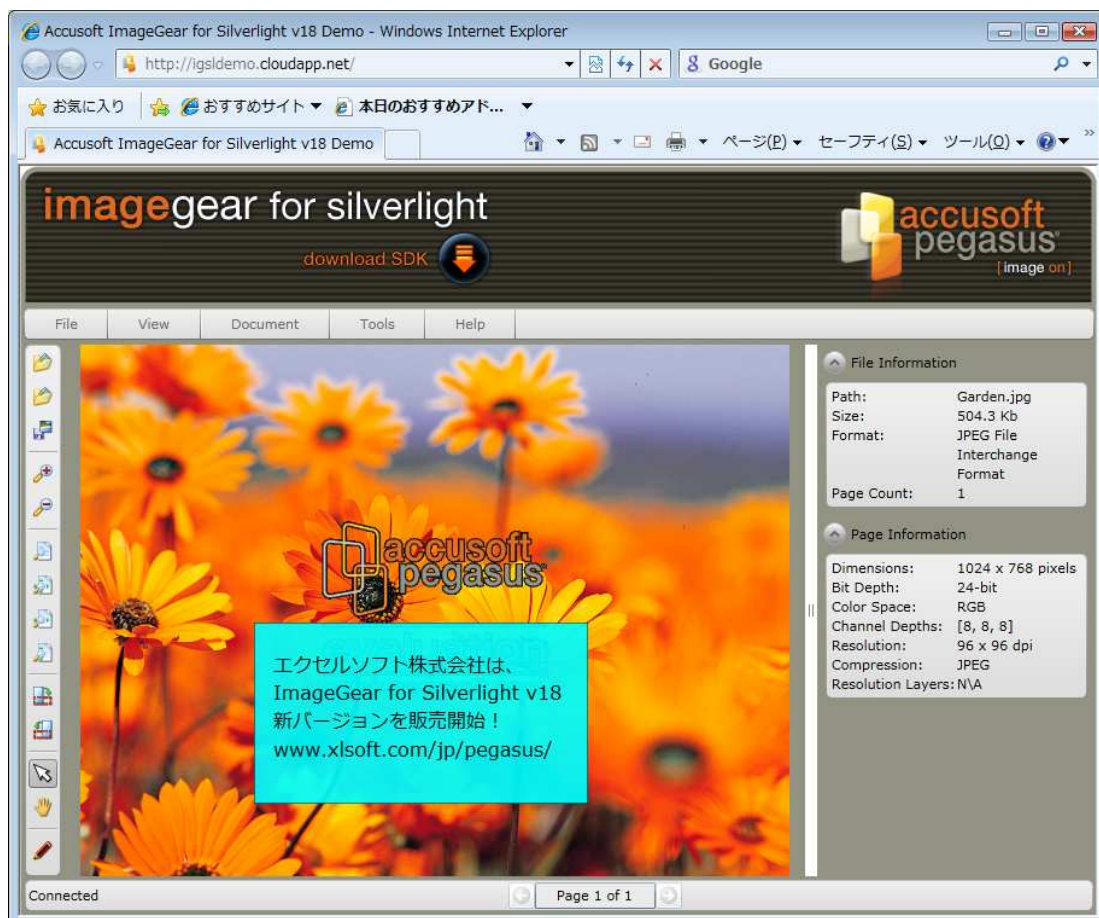 Accusoft ImageGear for Silverlight v18 Demo - Windows Internet Explorer
http://igsldemo.cloudapp.net/
Google
お気に入り
おすすめサイト
本日のおすすめアド...
Accusoft ImageGear for Silverlight v18 Demo
ページ(P)
セーフティ(S)
ツール(O)
imagegear for silverlight
download SDK
accusoft
pegasus
[image on]
File
View
Document
Tools
Help
File Information
Path: Garden.jpg
Size: 504.3 Kb
Format: JPEG File
Interchange
Format
Page Count: 1
Page Information
Dimensions: 1024 x 768 pixels
Bit Depth: 24-bit
Color Space: RGB
Channel Depths: [8, 8, 8]
Resolution: 96 x 96 dpi
Compression: JPEG
Resolution Layers: N\A
accusoft
pegasus
evaluation
エクセルソフト株式会社は、
ImageGear for Silverlight v18
新バージョンを販売開始！
www.xlsoft.com/jp/pegasus/
Connected
Page 1 of 1